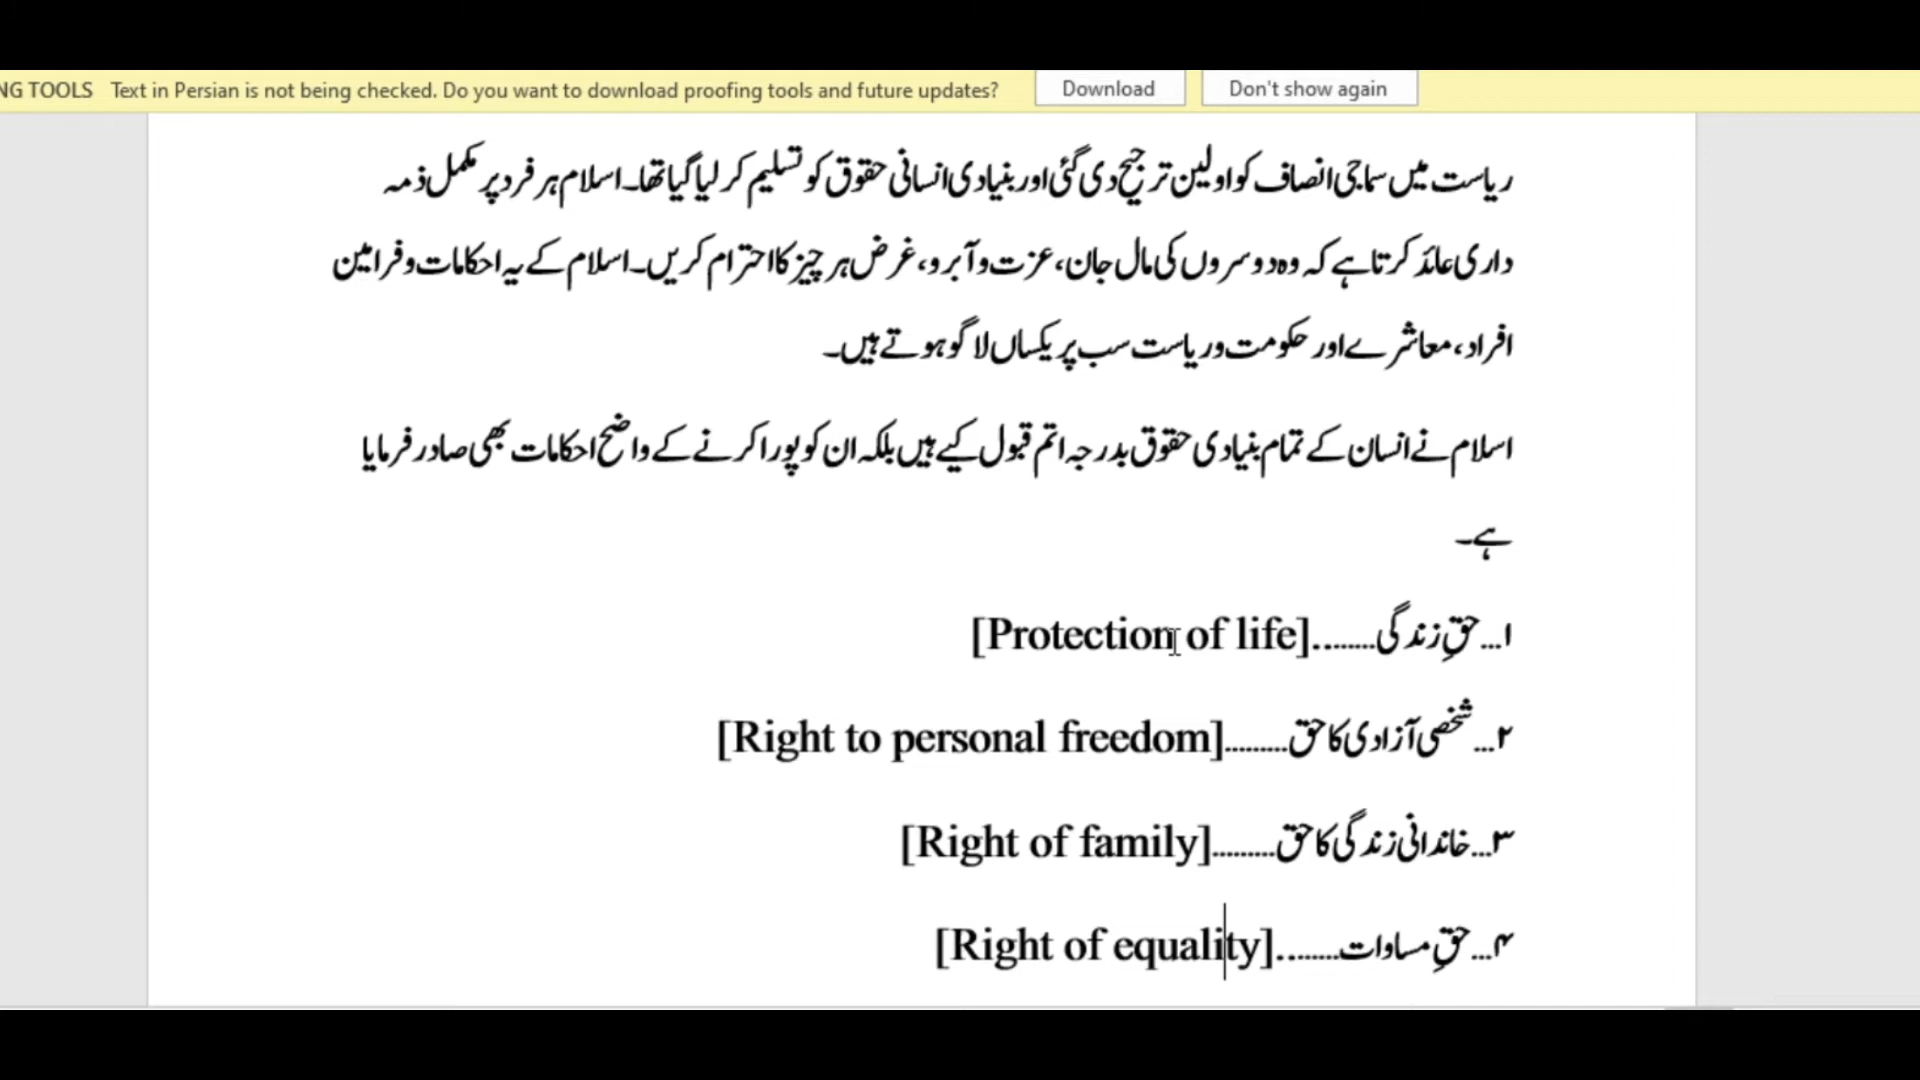 NG TOOLS Text in Persian is not being checked. Do you want to download proofing tools and future updates? Download Don't show again
ریاست میں سماجی انصاف کو اولین ترجیح دی گئی اور بنیادی انسانی حقوق کو تسلیم کر لیا گیا تھا۔ اسلام ہر فرد پر مکمل ذمہ
داری عائد کرتا ہے کہ وہ دوسروں کی مال جان، عزت و آبرو، غرض ہر چیز کا احترام کریں۔ اسلام کے یہ احکامات و فرامین
افراد، معاشرے اور حکومت و ریاست سب پر یکساں لاگو ہوتے ہیں۔
اسلام نے انسان کے تمام بنیادی حقوق بدرجہ اتم قبول کیے ہیں بلکہ ان کو پورا کرنے کے واضح احکامات بھی صادر فرمایا
ہے۔
۱...حقِ زندگی.........[Protection of life]
۲...شخصی آزادی کا حق.........[Right to personal freedom]
۳...خاندانی زندگی کا حق.........[Right of family]
۴...حقِ مساوات.........[Right of equality]